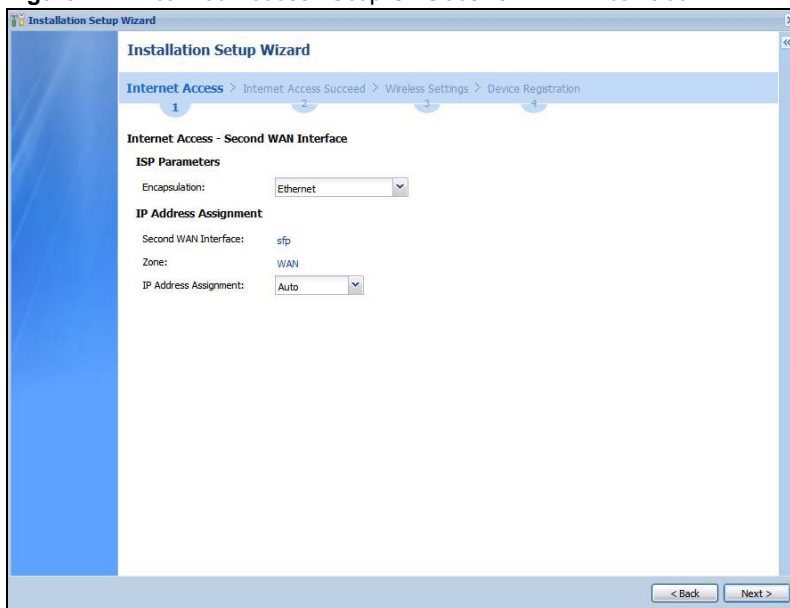 Installation Setup Wizard
Installation Setup Wizard
Internet Access > Internet Access Succeed > Wireless Settings > Device Registration
1 2 3 4
Internet Access - Second WAN Interface
ISP Parameters
Encapsulation: Ethernet
IP Address Assignment
Second WAN Interface: sfp
Zone: WAN
IP Address Assignment: Auto
< Back Next >